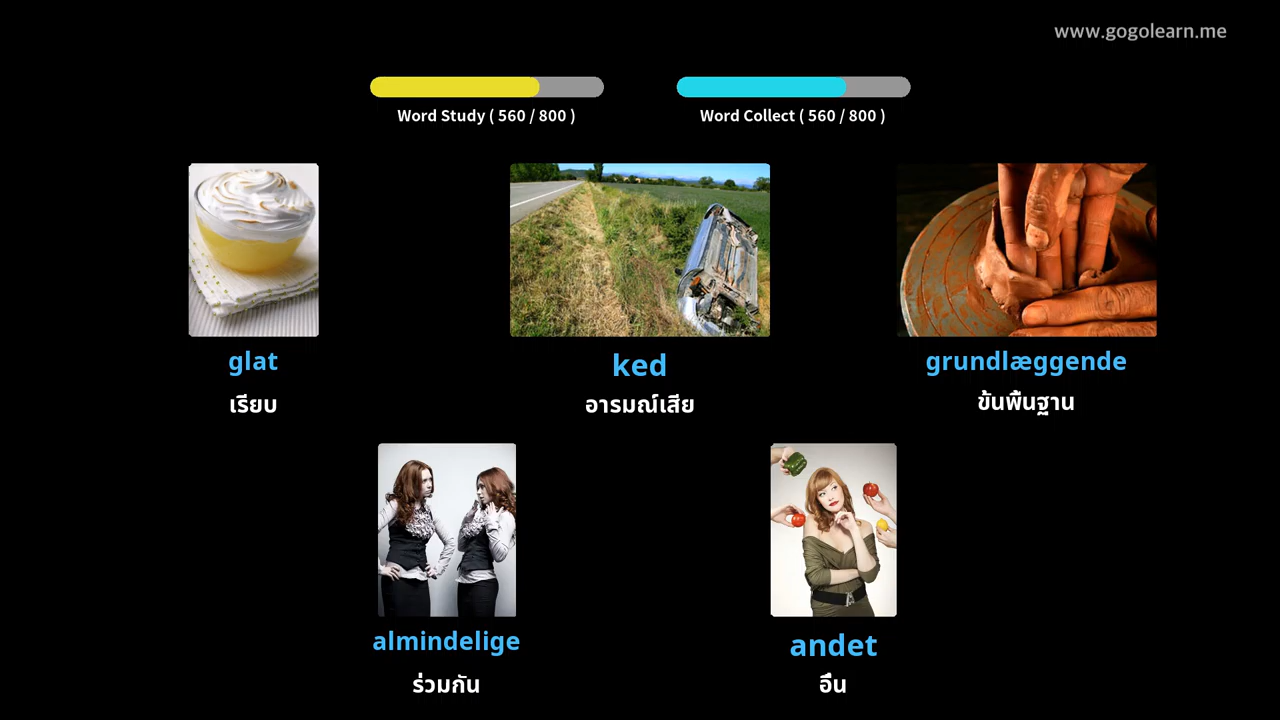 www.gogolearn.me
Word Study ( 560 / 800 )
Word Collect ( 560 / 800 )
glat
เรียบ
ked
อารมณ์เสีย
grundlæggende
ขั้นพื้นฐาน
almindelige
ร่วมกัน
andet
อื่น